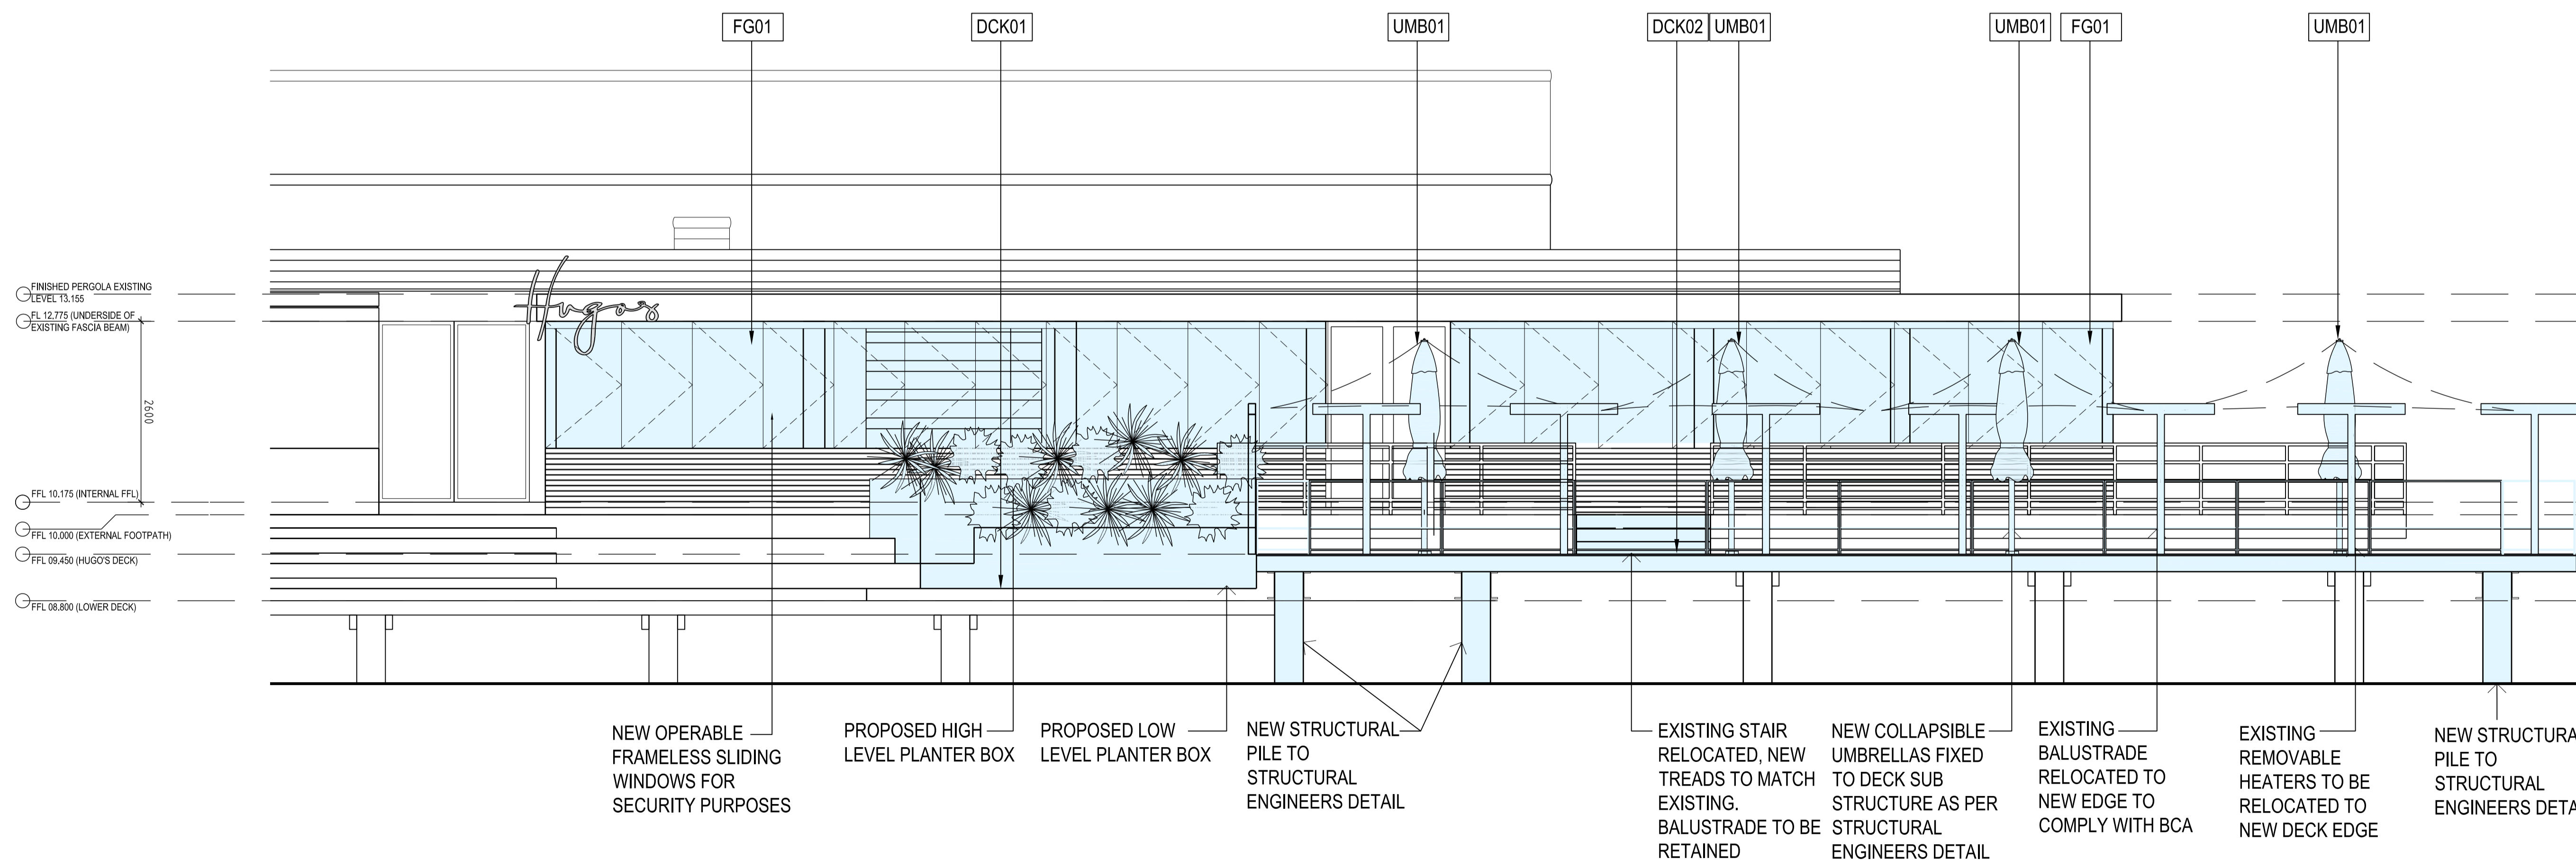 FG01
DCK01
UMB01
DCK02
UMB01
UMB01
FG01
UMB01
FINISHED PERGOLA EXISTING
LEVEL 13.155
FL 12,775 (UNDERSIDE OF
EXISTING FASCIA BEAM)
Hugos
2600
FFL 10.175 (INTERNAL FFL)
FFL 10.000 (EXTERNAL FOOTPATH)
FFL 09.450 (HUGO'S DECK)
FFL 08.800 (LOWER DECK)
NEW OPERABLE
FRAMELESS SLIDING
WINDOWS FOR
SECURITY PURPOSES
PROPOSED HIGH
LEVEL PLANTER BOX
PROPOSED LOW
LEVEL PLANTER BOX
NEW STRUCTURAL
PILE TO
STRUCTURAL
ENGINEERS DETAIL
EXISTING STAIR
RELOCATED, NEW
TREADS TO MATCH
EXISTING.
BALUSTRADE TO BE
RETAINED
NEW COLLAPSIBLE
UMBRELLAS FIXED
TO DECK SUB
STRUCTURE AS PER
STRUCTURAL
ENGINEERS DETAIL
EXISTING
BALUSTRADE
RELOCATED TO
NEW EDGE TO
COMPLY WITH BCA
EXISTING
REMOVABLE
HEATERS TO BE
RELOCATED TO
NEW DECK EDGE
NEW STRUCTURA
PILE TO
STRUCTURAL
ENGINEERS DETA